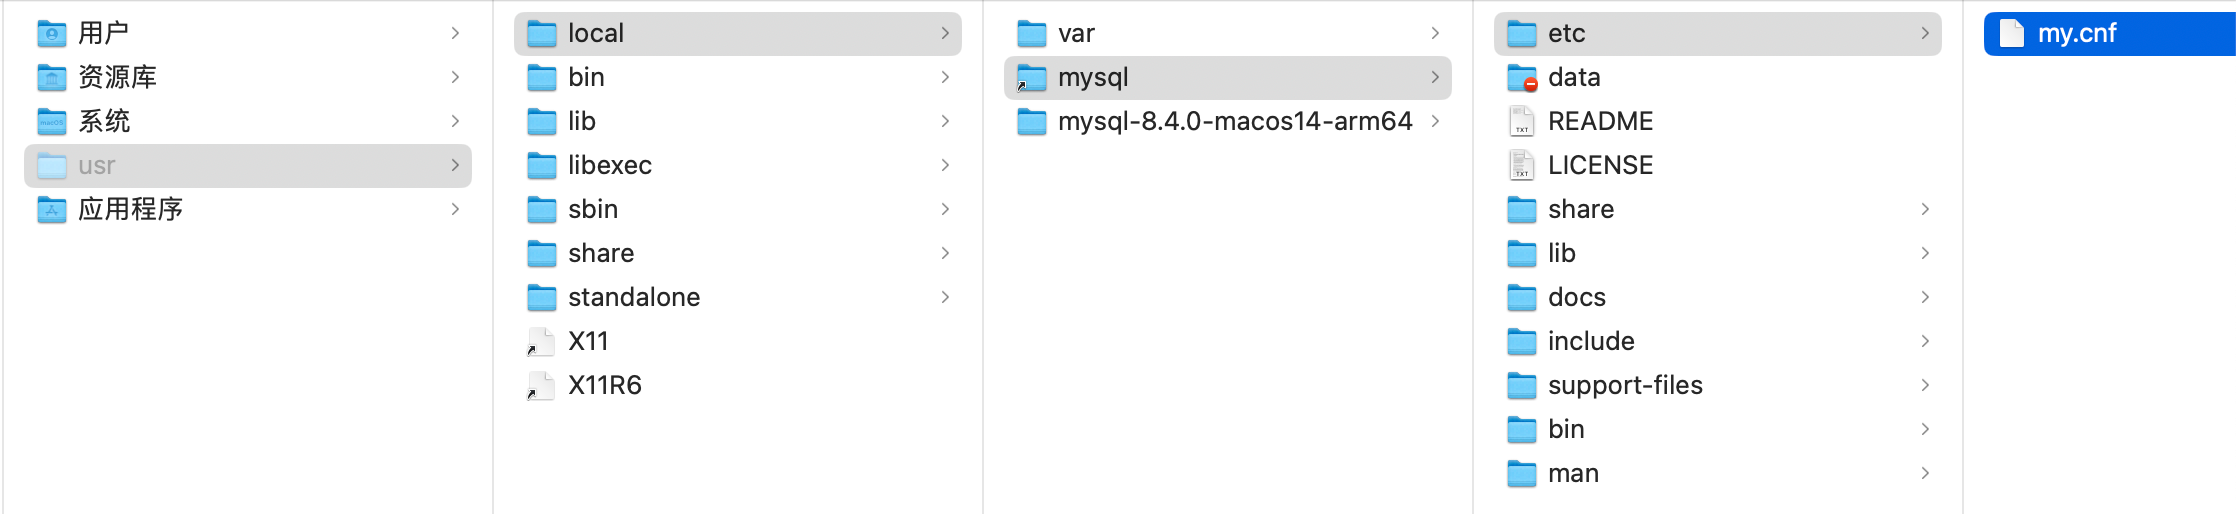 用户
资源库
系统
usr
应用程序
local
bin
lib
libexec
sbin
share
standalone
X11
X11R6
var
mysql
mysql-8.4.0-macos14-arm64
etc
data
README
LICENSE
share
lib
docs
include
support-files
bin
man
my.cnf